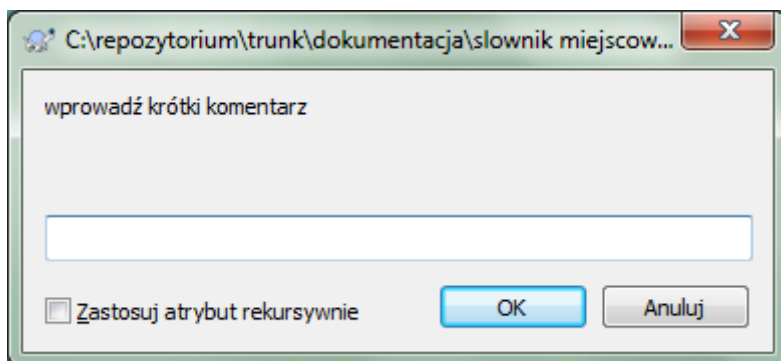 C:\repozytorium\trunk\dokumentacja\slownik miejscow...
wprowadź krótki komentarz
Zastosuj atrybut rekursywnie
OK
Anuluj